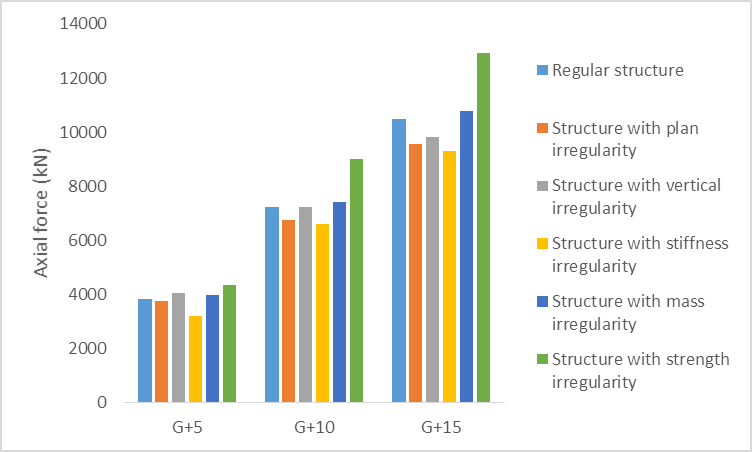 14000
12000
10000
8000
6000
4000
2000
0
Axial force (kN)
G+5
G+10
G+15
Regular structure
Structure with plan
irregularity
Structure with vertical
irregularity
Structure with stiffness
irregularity
Structure with mass
irregularity
Structure with strength
irregularity